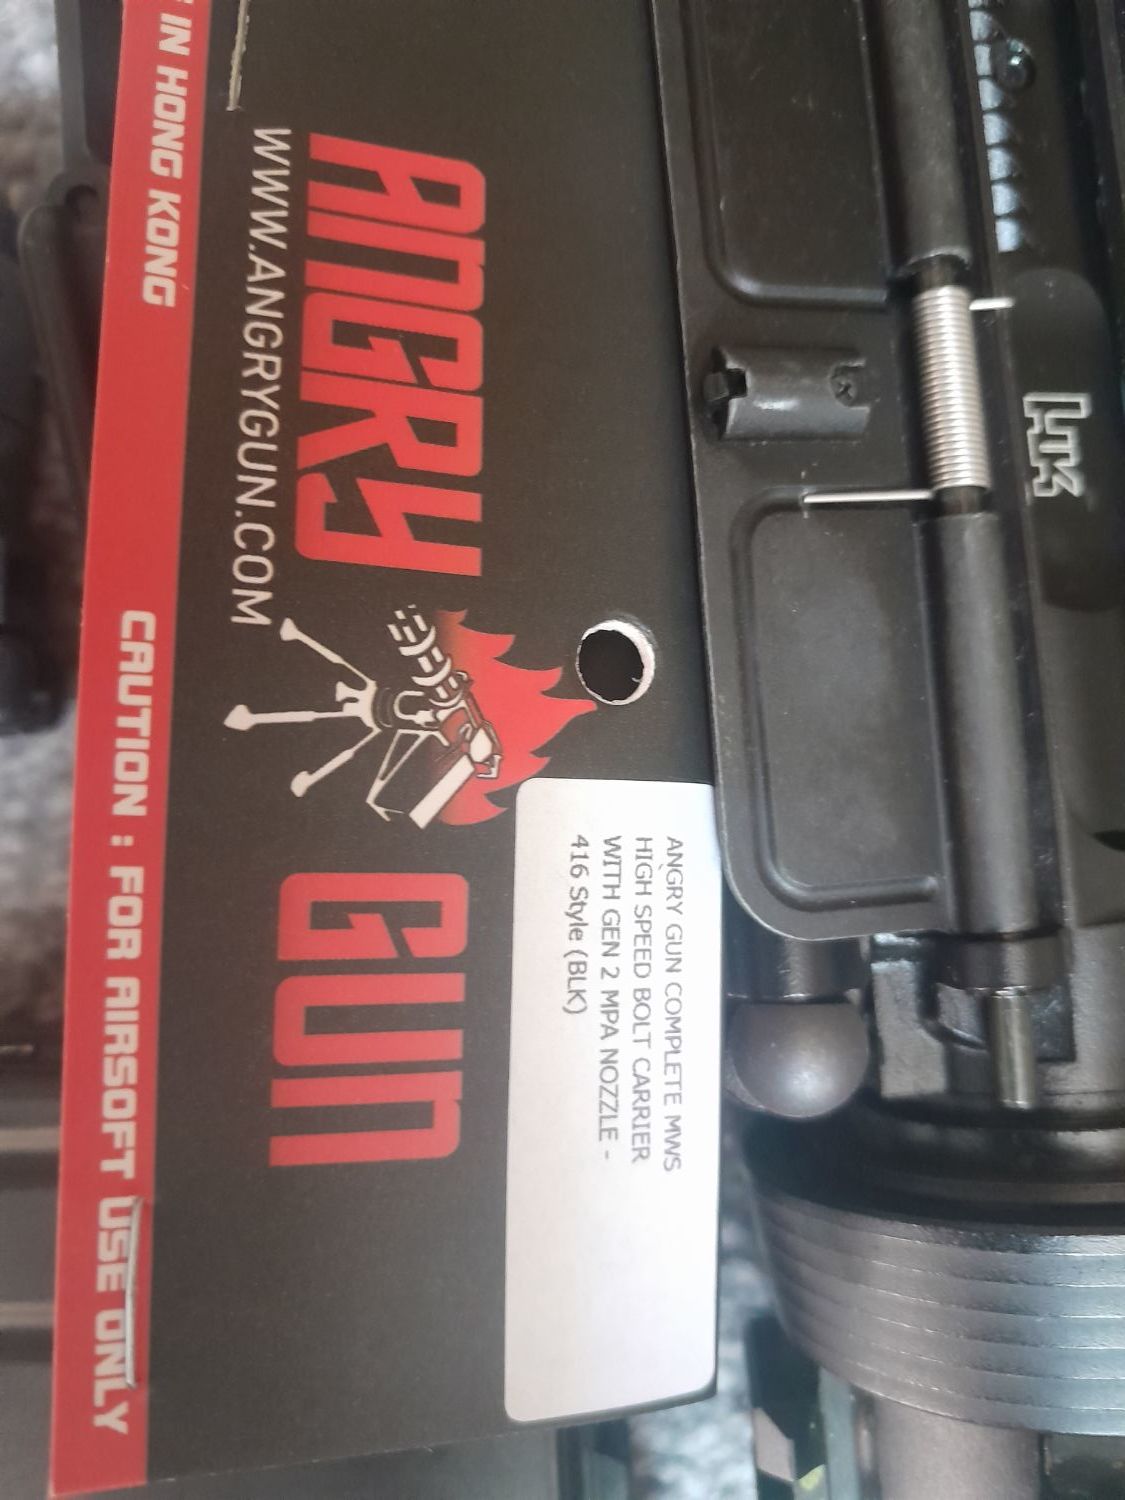 ANGRY GUN COMPLETE MWS
HIGH SPEED BOLT CARRIER
WITH GEN 2 MPA NOZZLE -
416 Style (BLK)
ANGRY GUN
WWW.ANGRYGUN.COM
IN HONG KONG
CAUTION : FOR AIRSOFT USE ONLY
HK